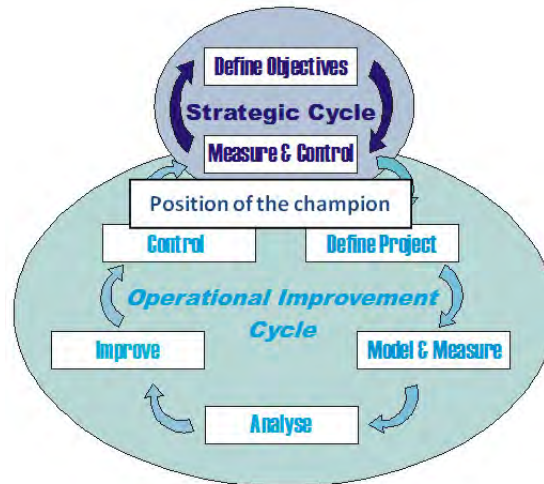 Define Objectives
Strategic Cycle
Measure & Control
Position of the champion
Control
Define Project
Operational Improvement
Cycle
Improve
Model & Measure
Analyse